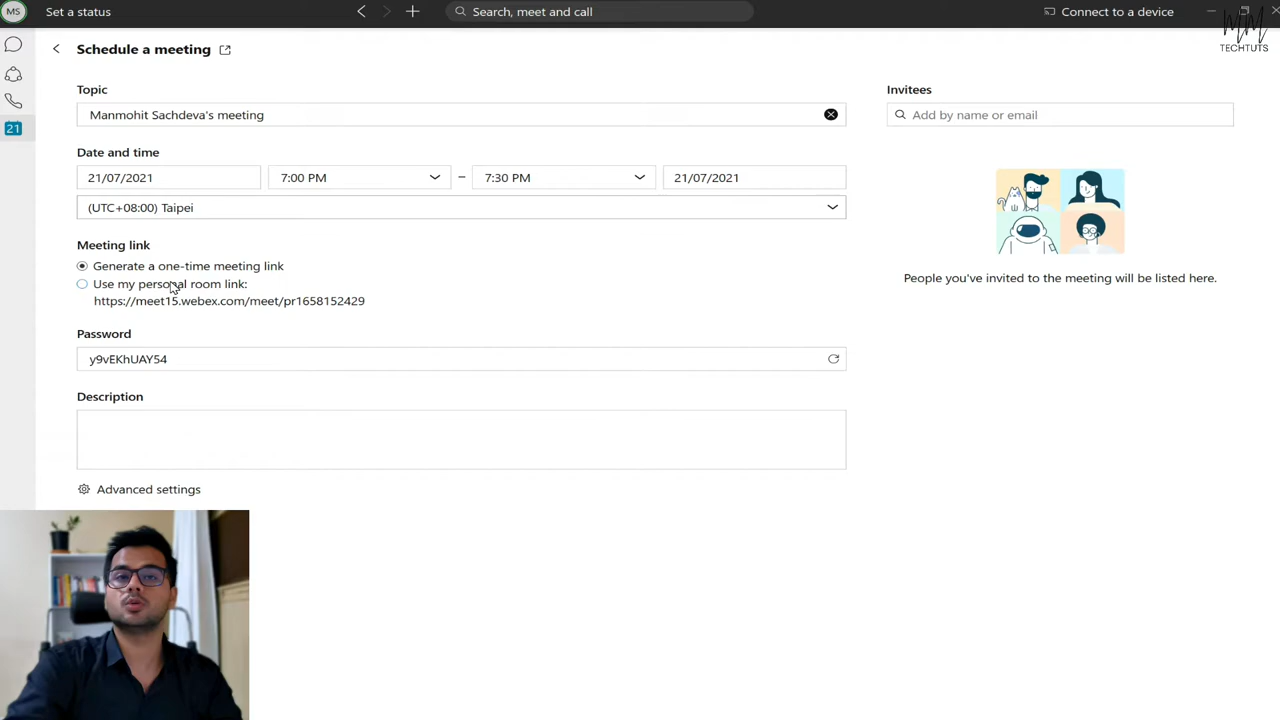 MS
Set a status
Search, meet and call
Connect to a device
MM
TECHTUTS
21
Schedule a meeting
Topic
Manmohit Sachdeva's meeting
Date and time
21/07/2021
7:00 PM
–
7:30 PM
21/07/2021
(UTC+08:00) Taipei
Meeting link
Generate a one-time meeting link
Use my personal room link:
https://meet15.webex.com/meet/pr1658152429
Password
y9vEKhUAY54
Description
Advanced settings
Invitees
Add by name or email
People you've invited to the meeting will be listed here.